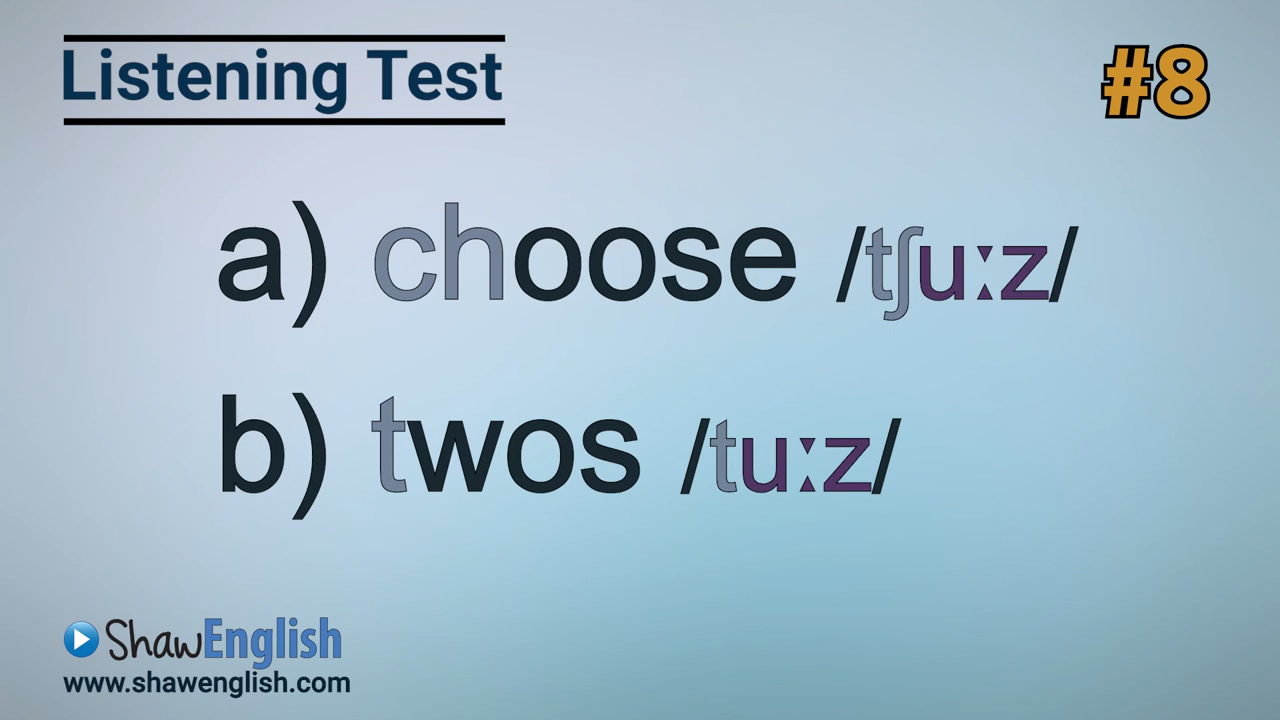 Listening Test
#8
a) choose /tʃuːz/
b) twos /tuːz/
ShawEnglish
www.shawenglish.com